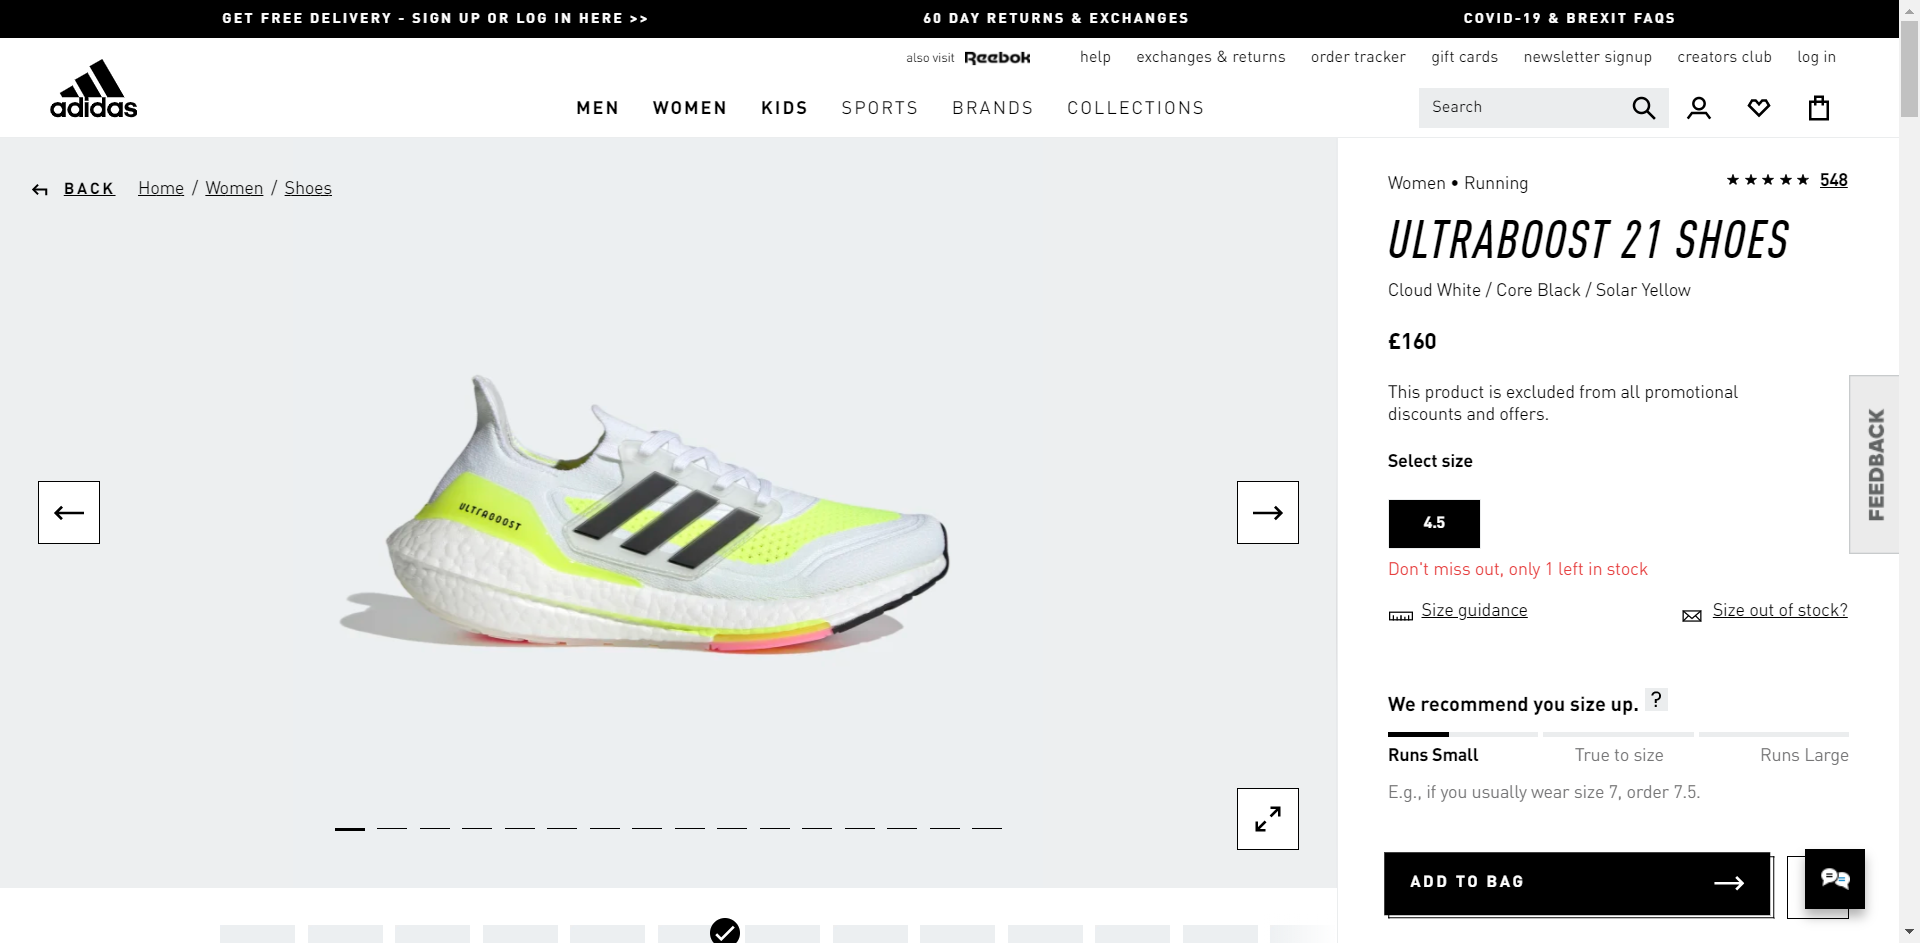 GET FREE DELIVERY - SIGN UP OR LOG IN HERE >>
60 DAY RETURNS & EXCHANGES
COVID-19 & BREXIT FAQS
also visit Reebok
help
exchanges & returns
order tracker
gift cards
newsletter signup
creators club
log in
adidas
MEN
WOMEN
KIDS
SPORTS
BRANDS
COLLECTIONS
Search
BACK
Home / Women / Shoes
ULTRABOOST
Women • Running
548
ULTRABOOST 21 SHOES
Cloud White / Core Black / Solar Yellow
£160
This product is excluded from all promotional
discounts and offers.
Select size
4.5
Don't miss out, only 1 left in stock
Size guidance
Size out of stock?
We recommend you size up. ?
Runs Small
True to size
Runs Large
E.g., if you usually wear size 7, order 7.5.
ADD TO BAG
FEEDBACK